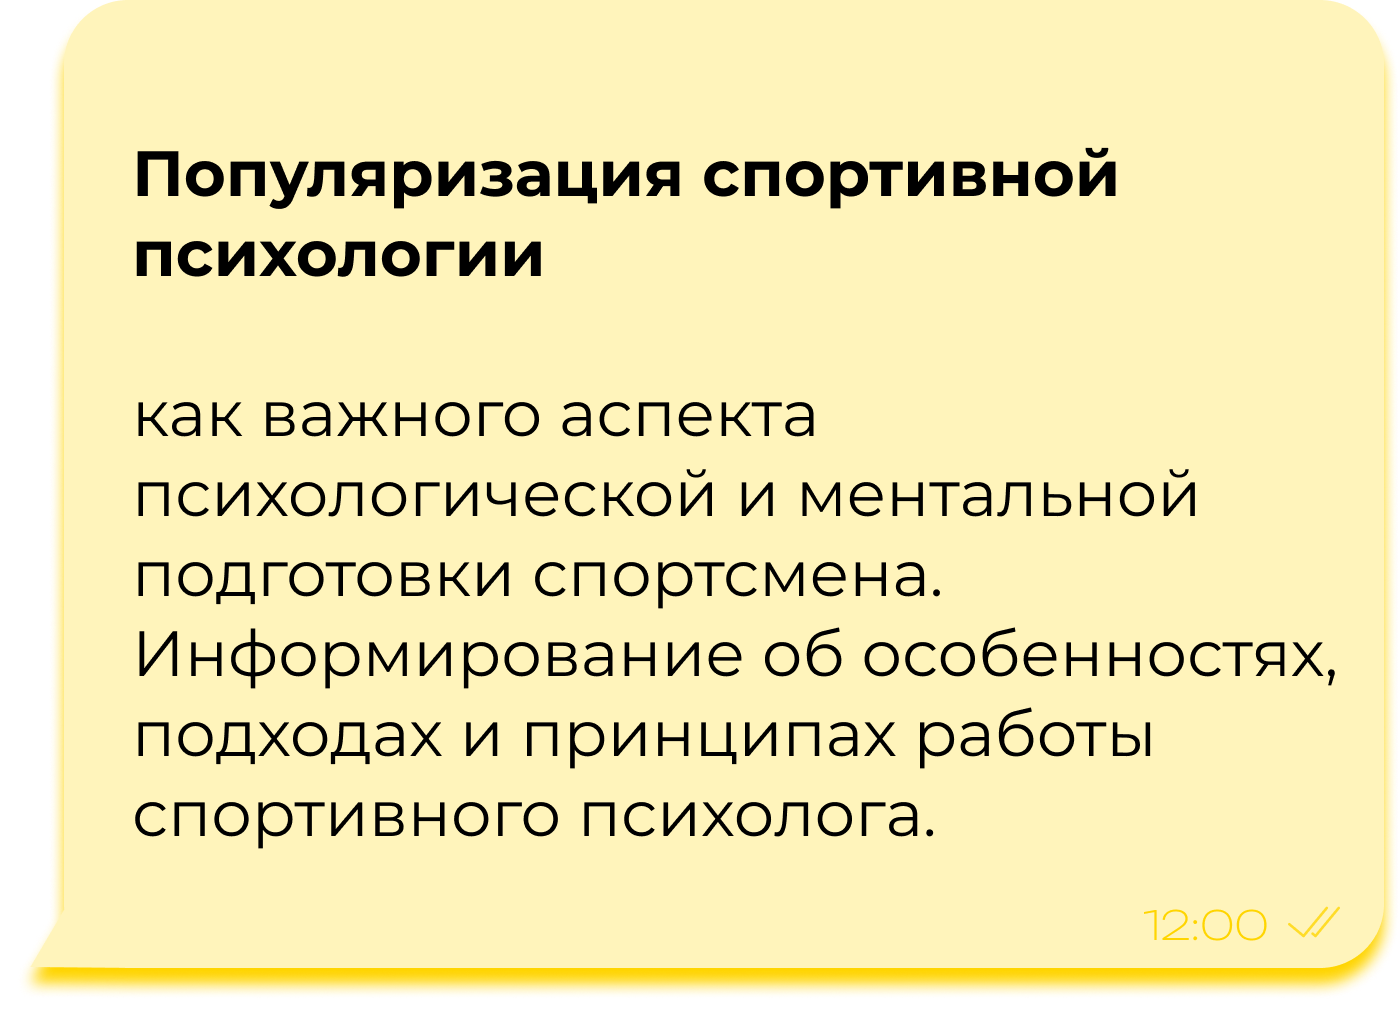 Популяризация спортивной
психологии
как важного аспекта
психологической и ментальной
подготовки спортсмена.
Информирование об особенностях,
подходах и принципах работы
спортивного психолога.
12:00